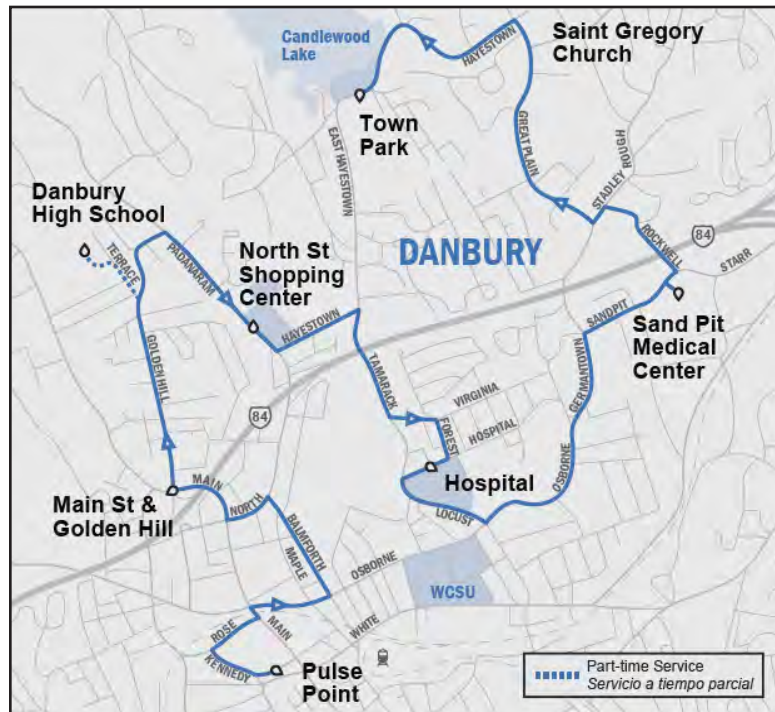 Candlewood
Lake
HAYESTOWN
Saint Gregory
Church
Town
Park
EAST HAYESTOWN
GREAT PLAIN
STADLEY ROUGH
Danbury
High School
TERRACE
PADANARAM
North St
Shopping
Center
DANBURY
ROCKWELL
84
STARR
HAYESTOWN
SANDPIT
Sand Pit
Medical
Center
GOLDEN HILL
TAMARACK
VIRGINIA
GERMANTOWN
84
FOREST
HOSPITAL
Hospital
Main St &
Golden Hill
MAIN
NORTH
LOCUST
OSBORNE
BALMFORTH
MAPLE
OSBORNE
WCSU
ROSE
MAIN
WHITE
KENNEDY
Pulse
Point
Part-time Service
Servicio a tiempo parcial